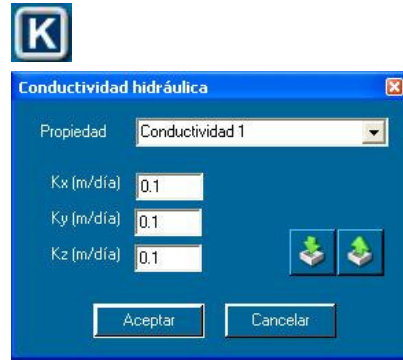 K
Conductividad hidráulica
Propiedad Conductividad 1
Kx (m/día) 0.1
Ky (m/día) 0.1
Kz (m/día) 0.1
Aceptar Cancelar